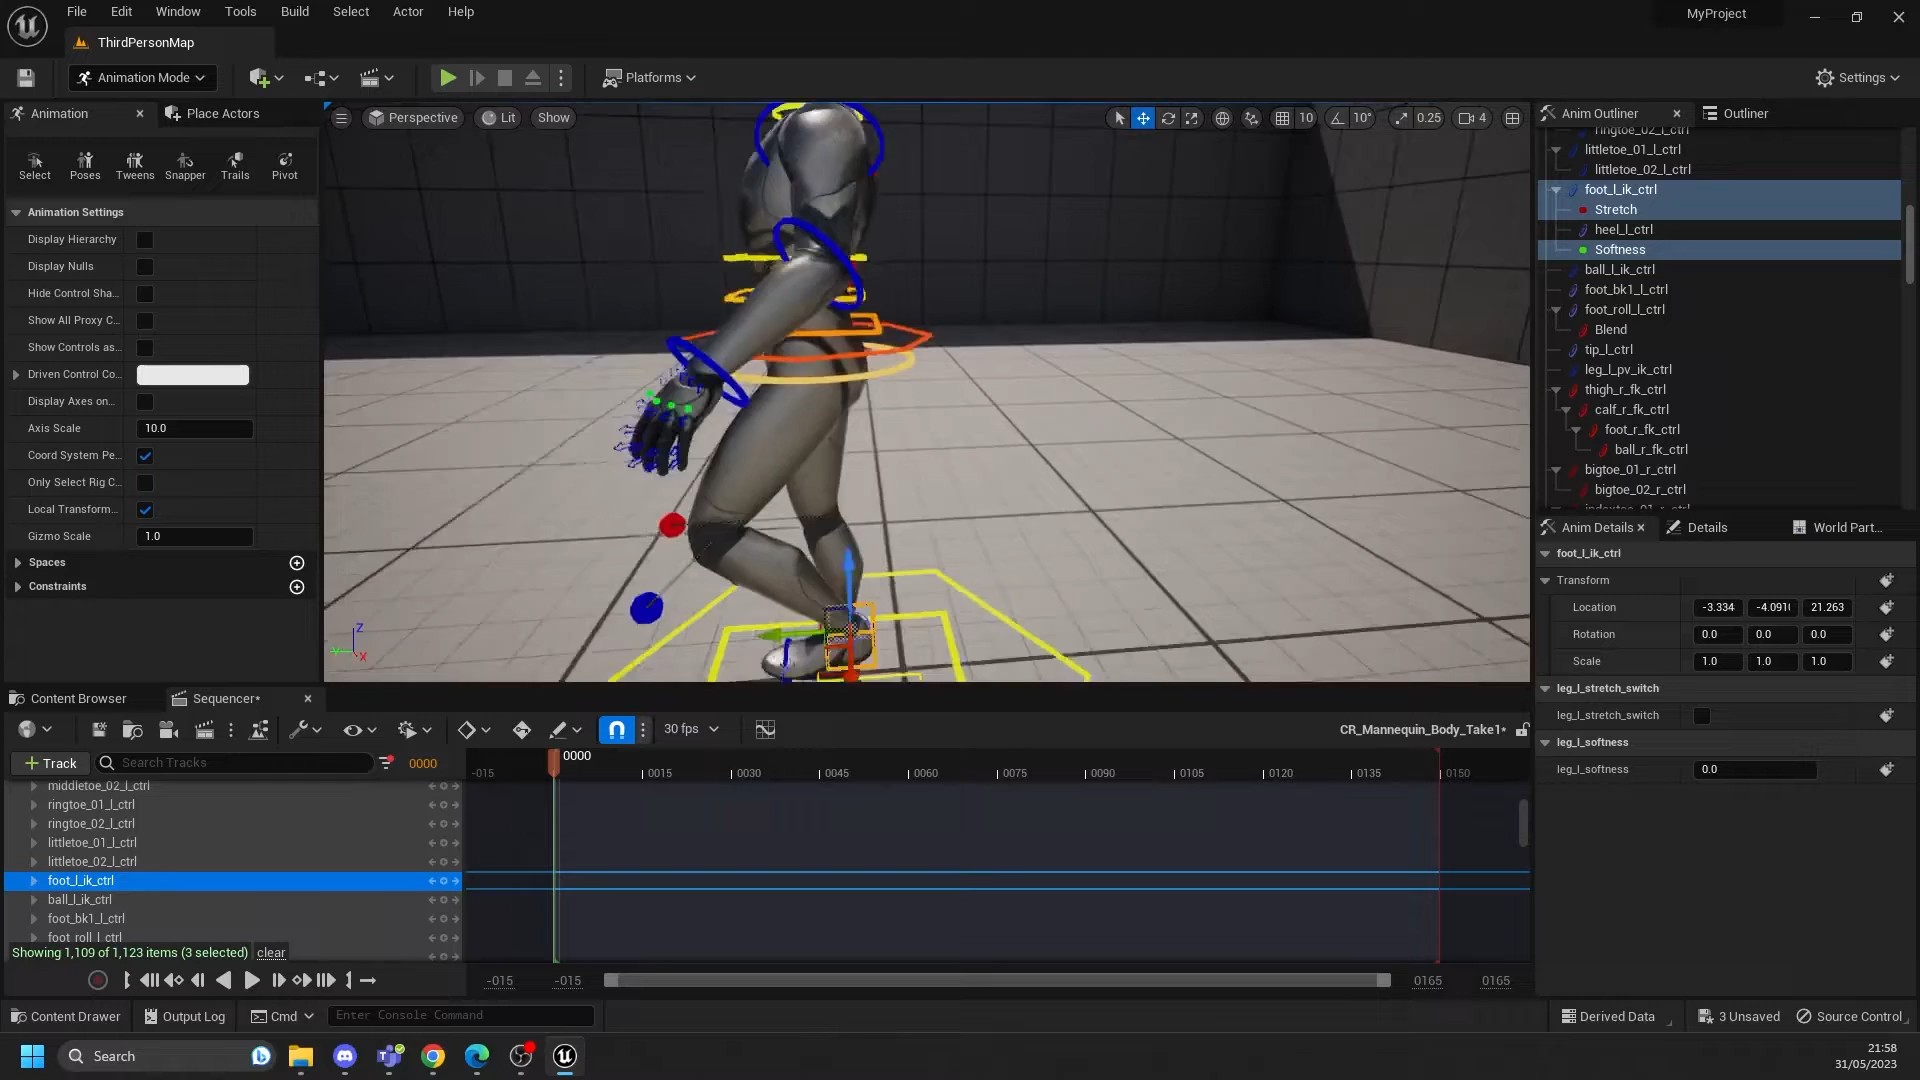 File Edit Window Tools Build Select Actor Help
MyProject
ThirdPersonMap
Animation Mode
Platforms
Settings
Animation
Place Actors
Select Poses Tweens Snapper Trails Pivot
Animation Settings
Display Hierarchy
Display Nulls
Hide Control Sha...
Show All Proxy C...
Show Controls as...
Driven Control Co...
Display Axes on...
Axis Scale 10.0
Coord System Pe...
Only Select Rig C...
Local Transform...
Gizmo Scale 1.0
Spaces
Constraints
Perspective Lit Show
10 10° 0.25 4
Z
Y
X
Anim Outliner
Outliner
ringtoe_02_l_ctrl
littletoe_01_l_ctrl
littletoe_02_l_ctrl
foot_l_ik_ctrl
Stretch
heel_l_ctrl
Softness
ball_l_ik_ctrl
foot_bk1_l_ctrl
foot_roll_l_ctrl
Blend
tip_l_ctrl
leg_l_pv_ik_ctrl
thigh_r_fk_ctrl
calf_r_fk_ctrl
foot_r_fk_ctrl
ball_r_fk_ctrl
bigtoe_01_r_ctrl
bigtoe_02_r_ctrl
Anim Details
Details
World Part...
foot_l_ik_ctrl
Transform
Location -3.334 -4.091 21.263
Rotation 0.0 0.0 0.0
Scale 1.0 1.0 1.0
leg_l_stretch_switch
leg_l_stretch_switch
leg_l_softness
leg_l_softness 0.0
Content Browser
Sequencer*
30 fps
CR_Mannequin_Body_Take1*
+ Track
Search Tracks
0000
0000
-015 0015 0030 0045 0060 0075 0090 0105 0120 0135 0150
middletoe_02_l_ctrl
ringtoe_01_l_ctrl
ringtoe_02_l_ctrl
littletoe_01_l_ctrl
littletoe_02_l_ctrl
foot_l_ik_ctrl
ball_l_ik_ctrl
foot_bk1_l_ctrl
foot_roll_l_ctrl
Showing 1,109 of 1,123 items (3 selected) clear
-015 -015 0165 0165
Content Drawer
Output Log
Cmd
Enter Console Command
Derived Data
3 Unsaved
Source Control
Search
21:58
31/05/2023